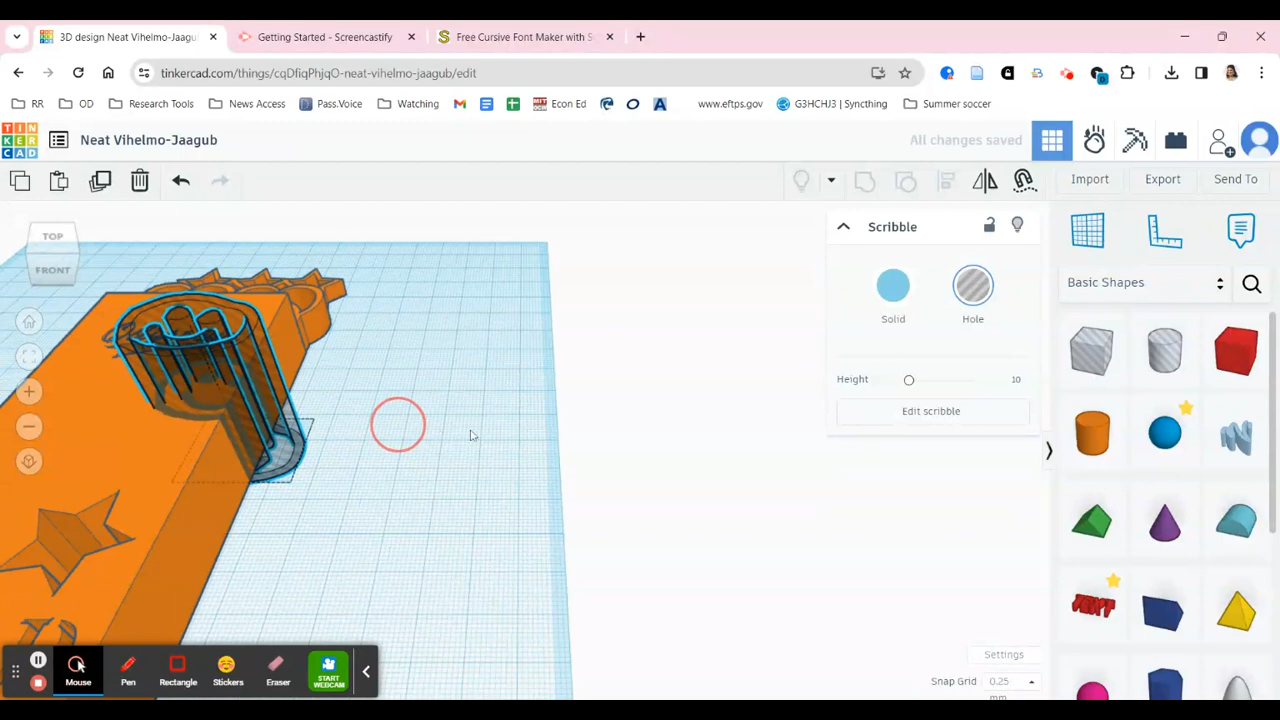 3D design Neat Vihelmo-Jaagu
Getting Started - Screencastify
Free Cursive Font Maker with S
tinkercad.com/things/cqDfiqPhjqO-neat-vihelmo-jaagub/edit
RR
OD
Research Tools
News Access
Pass.Voice
Watching
Econ Ed
www.eftps.gov
G3HCHJ3 | Syncthing
Summer soccer
TIN
KER
CAD
Neat Vihelmo-Jaagub
All changes saved
Import
Export
Send To
TOP
FRONT
Scribble
Solid
Hole
Height
10
Edit scribble
Basic Shapes
TEXT
Settings
Snap Grid
0.25
mm
Mouse
Pen
Rectangle
Stickers
Eraser
START
WEBCAM